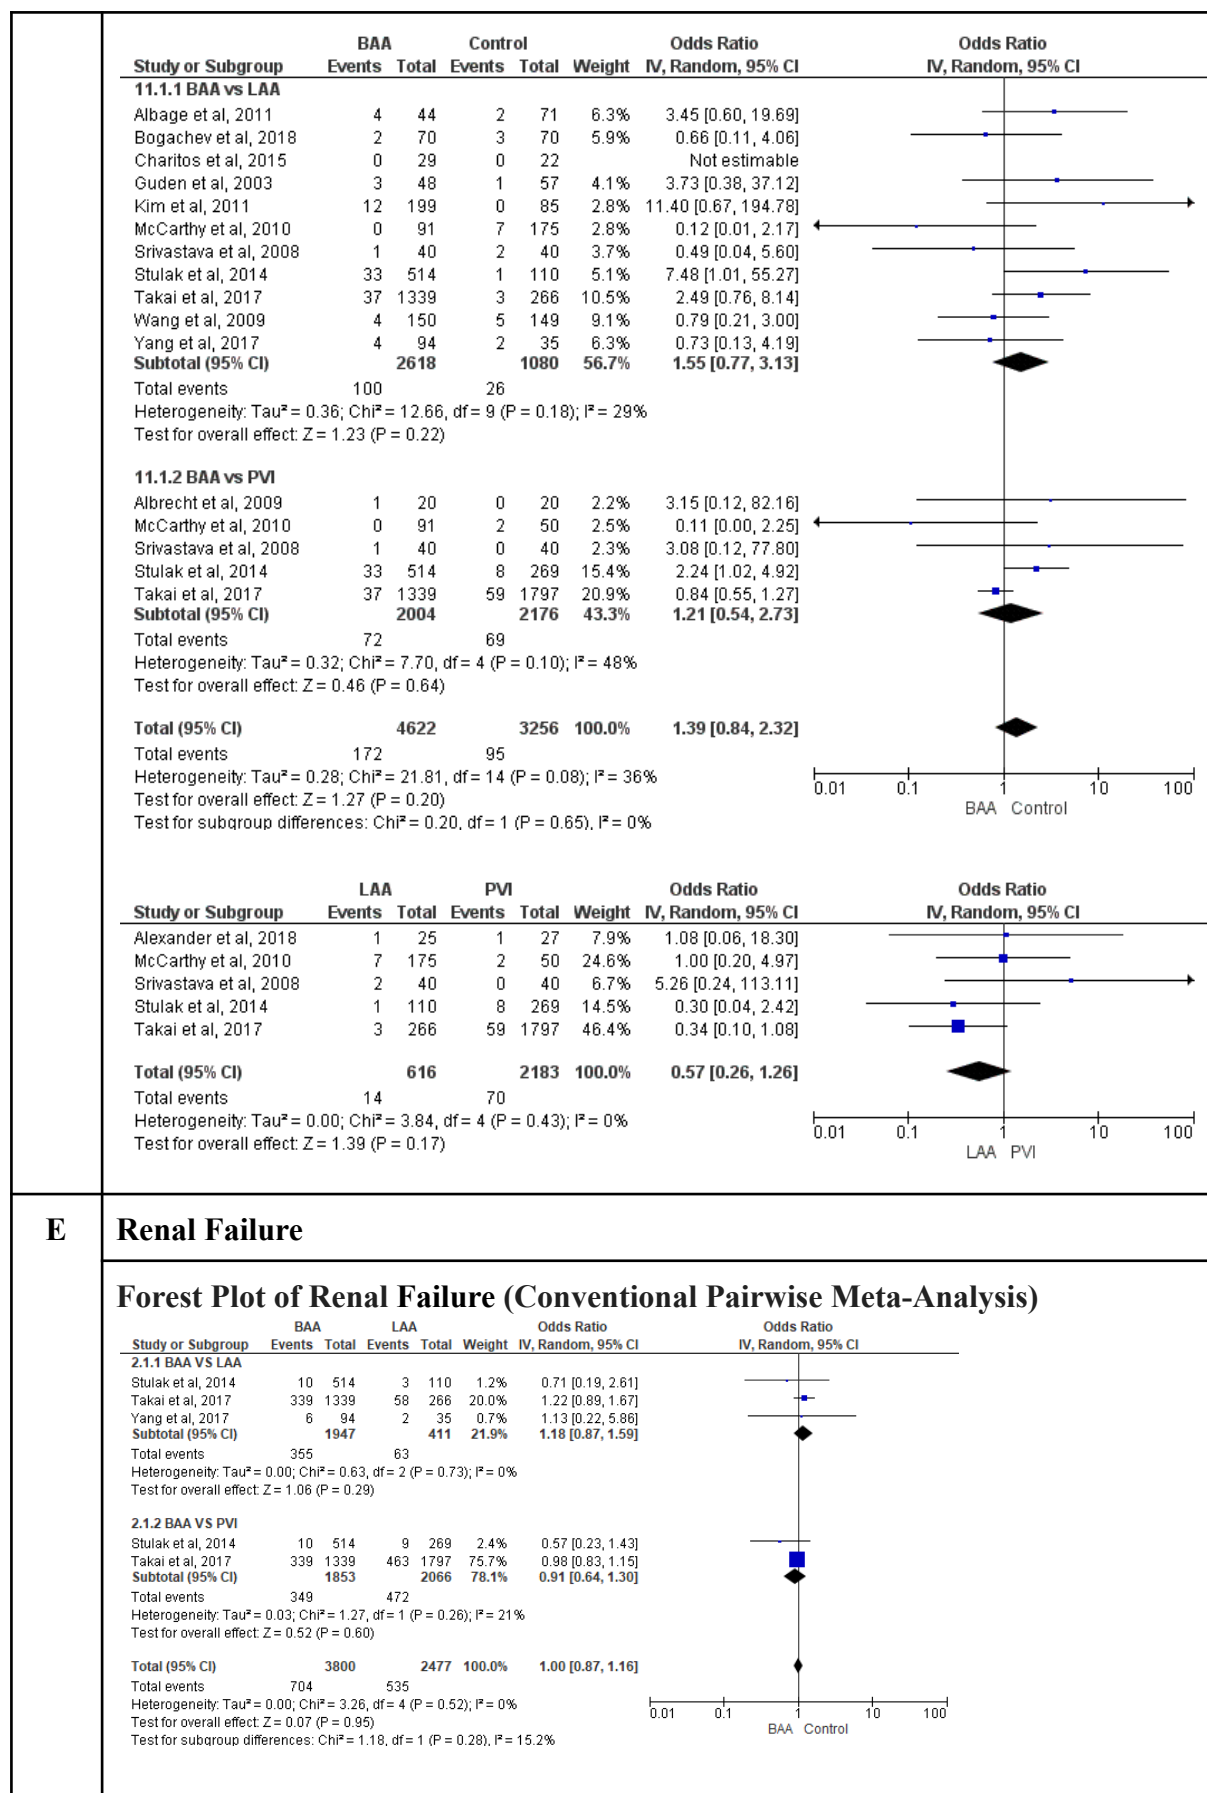 BAA Control Odds Ratio Odds Ratio
Study or Subgroup Events Total Events Total Weight IV, Random, 95% CI IV, Random, 95% CI
11.1.1 BAA vs LAA
Albage et al, 2011 4 44 2 71 6.3% 3.45 [0.60, 19.69]
Bogachev et al, 2018 2 70 3 70 5.9% 0.66 [0.11, 4.06]
Charitos et al, 2015 0 29 0 22 Not estimable
Guden et al, 2003 3 48 1 57 4.1% 3.73 [0.38, 37.12]
Kim et al, 2011 12 199 0 85 2.8% 11.40 [0.67, 194.78]
McCarthy et al, 2010 0 91 7 175 2.8% 0.12 [0.01, 2.17]
Srivastava et al, 2008 1 40 2 40 3.7% 0.49 [0.04, 5.60]
Stulak et al, 2014 33 514 1 110 5.1% 7.48 [1.01, 55.27]
Takai et al, 2017 37 1339 3 266 10.5% 2.49 [0.76, 8.14]
Wang et al, 2009 4 150 5 149 9.1% 0.79 [0.21, 3.00]
Yang et al, 2017 4 94 2 35 6.3% 0.73 [0.13, 4.19]
Subtotal (95% CI) 2618 1080 56.7% 1.55 [0.77, 3.13]
Total events 100 26
Heterogeneity: Tau² = 0.36; Chi² = 12.66, df = 9 (P = 0.18); I² = 29%
Test for overall effect: Z = 1.23 (P = 0.22)
11.1.2 BAA vs PVI
Albrecht et al, 2009 1 20 0 20 2.2% 3.15 [0.12, 82.16]
McCarthy et al, 2010 0 91 2 50 2.5% 0.11 [0.00, 2.25]
Srivastava et al, 2008 1 40 0 40 2.3% 3.08 [0.12, 77.80]
Stulak et al, 2014 33 514 8 269 15.4% 2.24 [1.02, 4.92]
Takai et al, 2017 37 1339 59 1797 20.9% 0.84 [0.55, 1.27]
Subtotal (95% CI) 2004 2176 43.3% 1.21 [0.54, 2.73]
Total events 72 69
Heterogeneity: Tau² = 0.32; Chi² = 7.70, df = 4 (P = 0.10); I² = 48%
Test for overall effect: Z = 0.46 (P = 0.64)
Total (95% CI) 4622 3256 100.0% 1.39 [0.84, 2.32]
Total events 172 95
Heterogeneity: Tau² = 0.28; Chi² = 21.81, df = 14 (P = 0.08); I² = 36%
Test for overall effect: Z = 1.27 (P = 0.20)
Test for subgroup differences: Chi² = 0.20, df = 1 (P = 0.65), I² = 0%
0.01 0.1 1 10 100
BAA Control
LAA PVI Odds Ratio Odds Ratio
Study or Subgroup Events Total Events Total Weight IV, Random, 95% CI IV, Random, 95% CI
Alexander et al, 2018 1 25 1 27 7.9% 1.08 [0.06, 18.30]
McCarthy et al, 2010 7 175 2 50 24.6% 1.00 [0.20, 4.97]
Srivastava et al, 2008 2 40 0 40 6.7% 5.26 [0.24, 113.11]
Stulak et al, 2014 1 110 8 269 14.5% 0.30 [0.04, 2.42]
Takai et al, 2017 3 266 59 1797 46.4% 0.34 [0.10, 1.08]
Total (95% CI) 616 2183 100.0% 0.57 [0.26, 1.26]
Total events 14 70
Heterogeneity: Tau² = 0.00; Chi² = 3.84, df = 4 (P = 0.43); I² = 0%
Test for overall effect: Z = 1.39 (P = 0.17)
0.01 0.1 1 10 100
LAA PVI
E Renal Failure
Forest Plot of Renal Failure (Conventional Pairwise Meta-Analysis)
BAA LAA Odds Ratio Odds Ratio
Study or Subgroup Events Total Events Total Weight IV, Random, 95% CI IV, Random, 95% CI
2.1.1 BAA VS LAA
Stulak et al, 2014 10 514 3 110 1.2% 0.71 [0.19, 2.61]
Takai et al, 2017 339 1339 58 266 20.0% 1.22 [0.89, 1.67]
Yang et al, 2017 6 94 2 35 0.7% 1.13 [0.22, 5.86]
Subtotal (95% CI) 1947 411 21.9% 1.18 [0.87, 1.59]
Total events 355 63
Heterogeneity: Tau² = 0.00; Chi² = 0.63, df = 2 (P = 0.73); I² = 0%
Test for overall effect: Z = 1.06 (P = 0.29)
2.1.2 BAA VS PVI
Stulak et al, 2014 10 514 9 269 2.4% 0.57 [0.23, 1.43]
Takai et al, 2017 339 1339 463 1797 75.7% 0.98 [0.83, 1.15]
Subtotal (95% CI) 1853 2066 78.1% 0.91 [0.64, 1.30]
Total events 349 472
Heterogeneity: Tau² = 0.03; Chi² = 1.27, df = 1 (P = 0.26); I² = 21%
Test for overall effect: Z = 0.52 (P = 0.60)
Total (95% CI) 3800 2477 100.0% 1.00 [0.87, 1.16]
Total events 704 535
Heterogeneity: Tau² = 0.00; Chi² = 3.26, df = 4 (P = 0.52); I² = 0%
Test for overall effect: Z = 0.07 (P = 0.95)
Test for subgroup differences: Chi² = 1.18, df = 1 (P = 0.28), I² = 15.2%
0.01 0.1 1 10 100
BAA Control